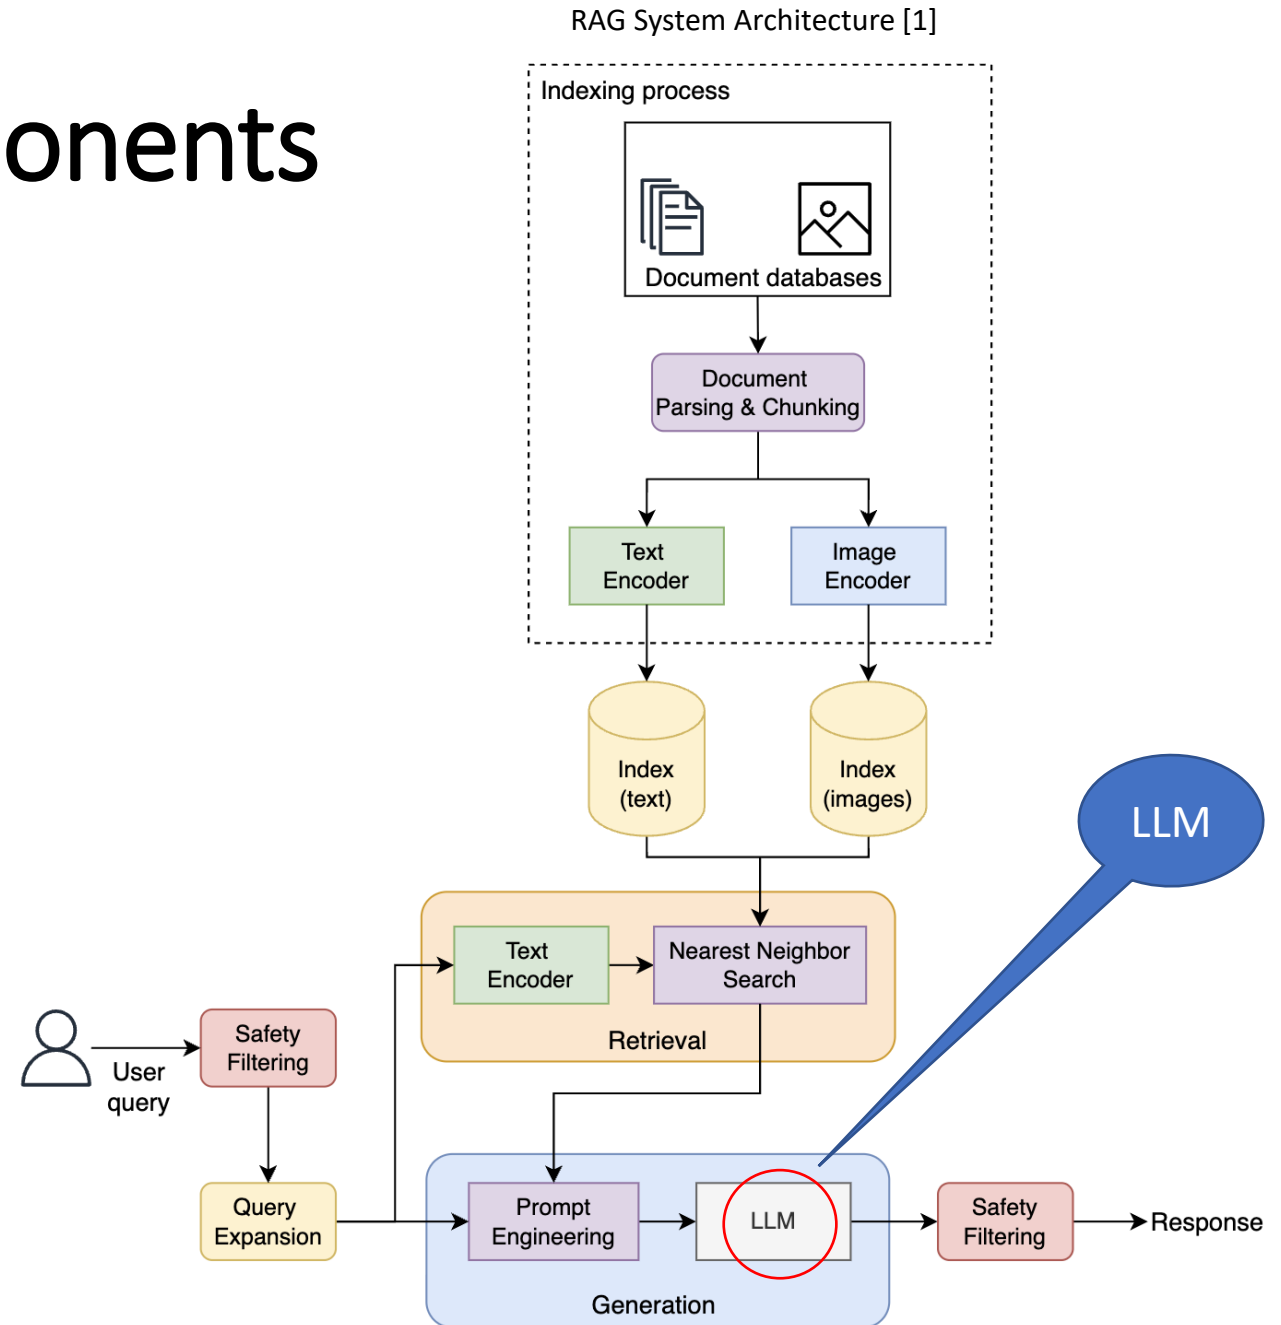 RAG System Architecture [1]
onents
Indexing process
Document databases
Document
Parsing & Chunking
Text
Encoder
Image
Encoder
Index
(text)
Index
(images)
LLM
Text
Encoder
Nearest Neighbor
Search
Retrieval
Safety
Filtering
User
query
Query
Expansion
Prompt
Engineering
LLM
Safety
Filtering
Response
Generation